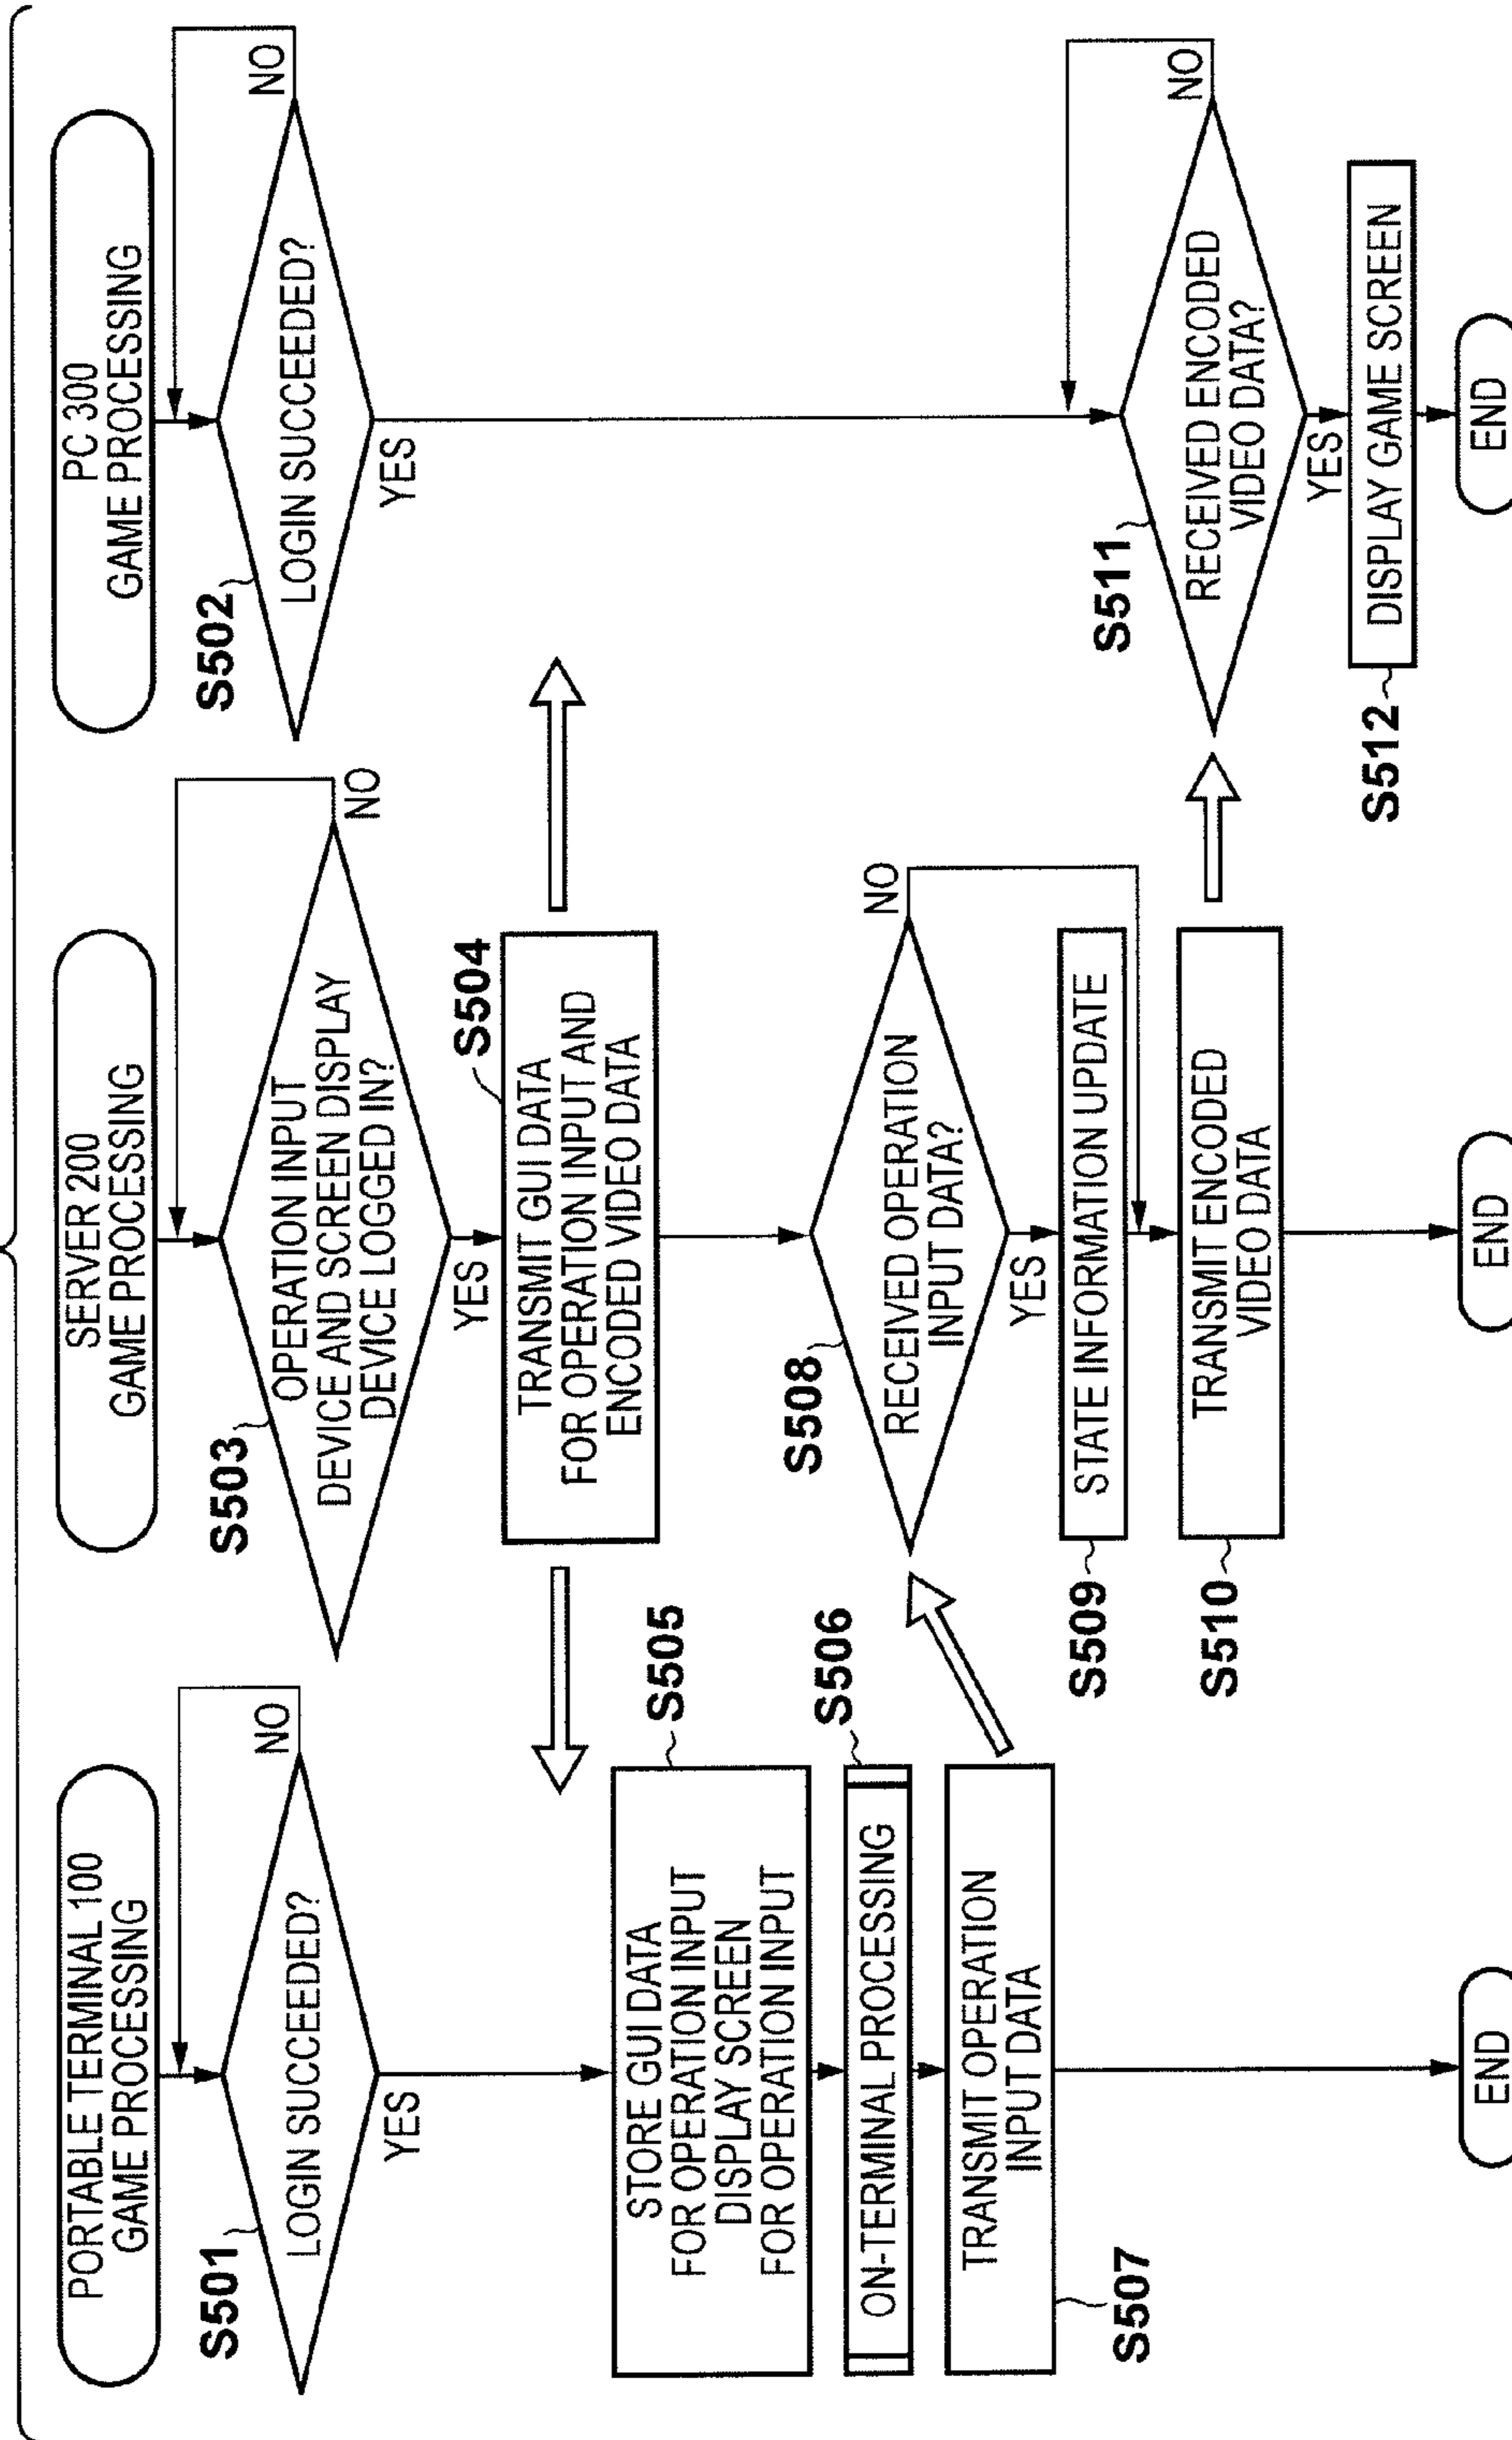 PORTABLE TERMINAL 100
GAME PROCESSING
S501
LOGIN SUCCEEDED?
NO
YES
STORE GUI DATA
FOR OPERATION INPUT
DISPLAY SCREEN
FOR OPERATION INPUT
S505
ON-TERMINAL PROCESSING
S506
TRANSMIT OPERATION
INPUT DATA
S507
END
SERVER 200
GAME PROCESSING
S503
OPERATION INPUT
DEVICE AND SCREEN DISPLAY
DEVICE LOGGED IN?
NO
YES
S504
TRANSMIT GUI DATA
FOR OPERATION INPUT AND
ENCODED VIDEO DATA
S508
RECEIVED OPERATION
INPUT DATA?
NO
YES
S509
STATE INFORMATION UPDATE
S510
TRANSMIT ENCODED
VIDEO DATA
END
PC 300
GAME PROCESSING
S502
LOGIN SUCCEEDED?
NO
YES
S511
RECEIVED ENCODED
VIDEO DATA?
NO
YES
S512
DISPLAY GAME SCREEN
END